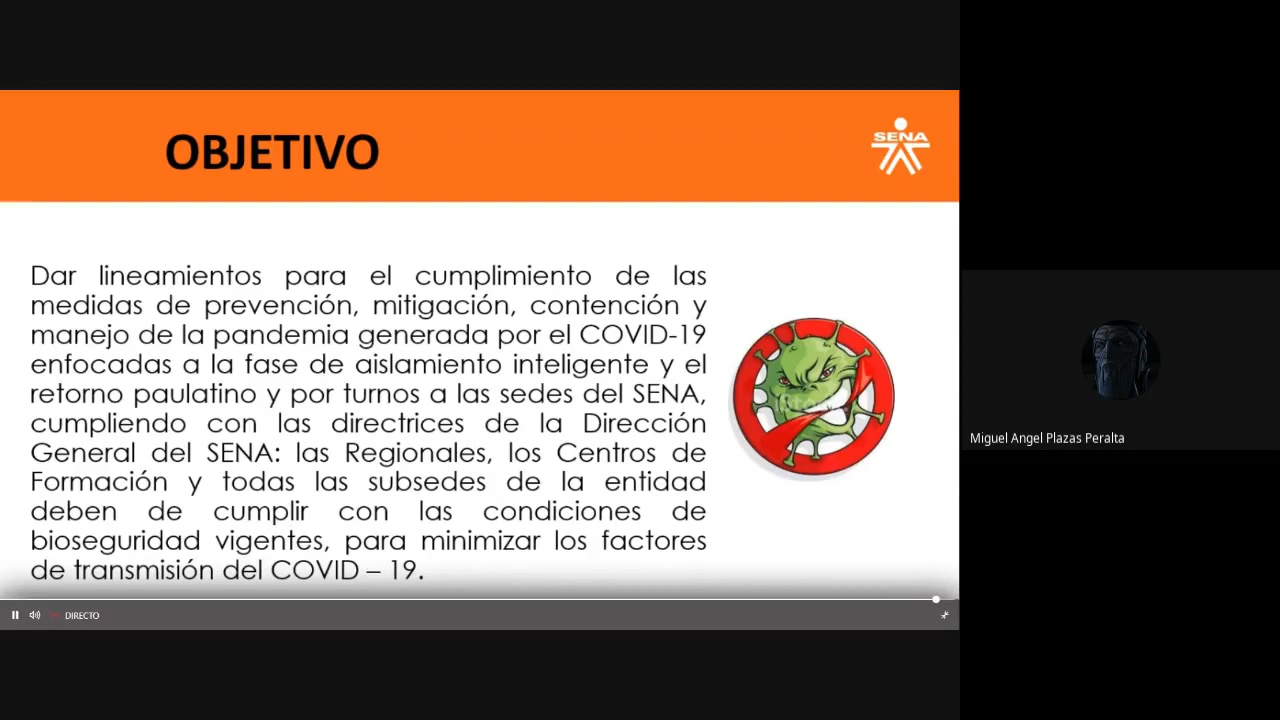 OBJETIVO
SENA
Dar lineamientos para el cumplimiento de las
medidas de prevención, mitigación, contención y
manejo de la pandemia generada por el COVID-19
enfocadas a la fase de aislamiento inteligente y el
retorno paulatino y por turnos a las sedes del SENA,
cumpliendo con las directrices de la Dirección
General del SENA: las Regionales, los Centros de
Formación y todas las subsedes de la entidad
deben de cumplir con las condiciones de
bioseguridad vigentes, para minimizar los factores
de transmisión del COVID – 19.
DIRECTO
Miguel Angel Plazas Peralta